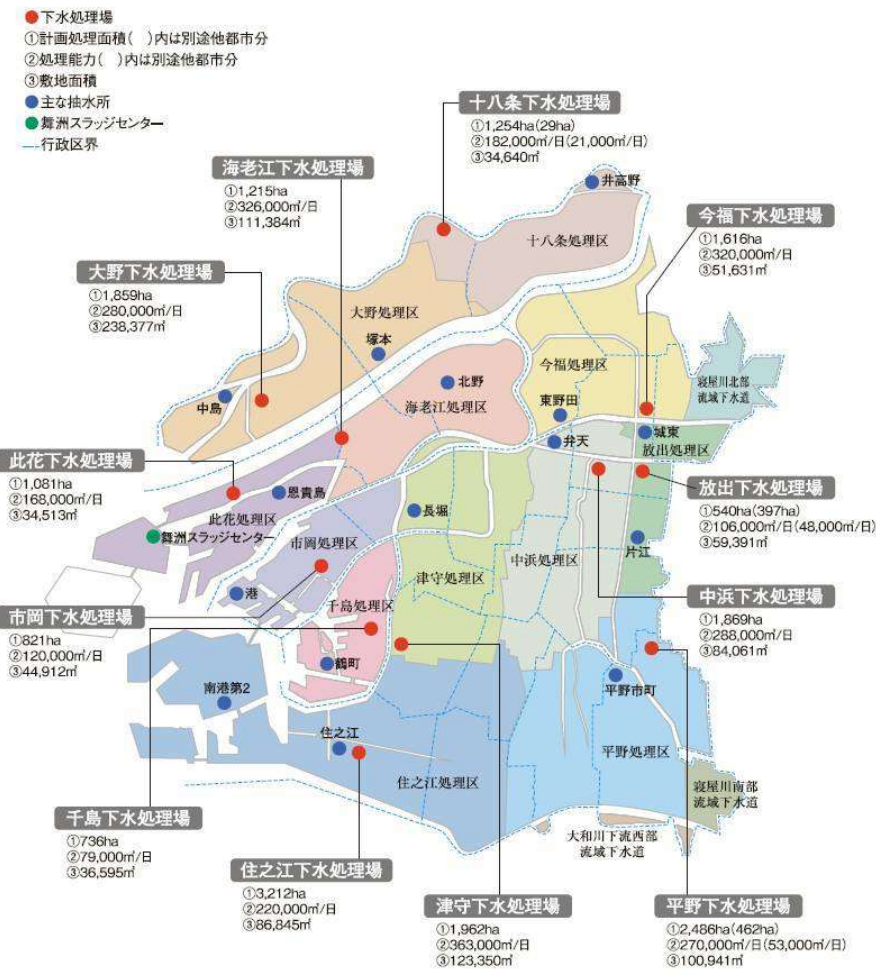 ●下水処理場
①計画処理面積(　)内は別途他都市分
②処理能力(　)内は別途他都市分
③敷地面積
●主な抽水所
●舞洲スラッジセンター
行政区界
十八条下水処理場
①1,254ha(29ha)
②182,000㎥/日(21,000㎥/日)
③34,640㎡
海老江下水処理場
①1,215ha
②326,000㎥/日
③111,384㎡
今福下水処理場
①1,616ha
②320,000㎥/日
③51,631㎡
大野下水処理場
①1,859ha
②280,000㎥/日
③238,377㎡
井高野
十八条処理区
大野処理区
塚本
今福処理区
寝屋川北部
流域下水道
北野
中島
海老江処理区
東野田
弁天
城東
放出処理区
此花下水処理場
①1,081ha
②168,000㎥/日
③34,513㎡
恩貴島
此花処理区
舞洲スラッジセンター
長堀
市岡処理区
中浜処理区
片江
放出下水処理場
①540ha(397ha)
②106,000㎥/日(48,000㎥/日)
③59,391㎡
津守処理区
港
千島処理区
市岡下水処理場
①821ha
②120,000㎥/日
③44,912㎡
中浜下水処理場
①1,869ha
②288,000㎥/日
③84,061㎡
鶴町
南港第2
平野市町
住之江
平野処理区
住之江処理区
寝屋川南部
流域下水道
大和川下流西部
流域下水道
千島下水処理場
①736ha
②79,000㎥/日
③36,595㎡
住之江下水処理場
①3,212ha
②220,000㎥/日
③86,845㎡
津守下水処理場
①1,962ha
②363,000㎥/日
③123,350㎡
平野下水処理場
①2,486ha(462ha)
②270,000㎥/日(53,000㎥/日)
③100,941㎡